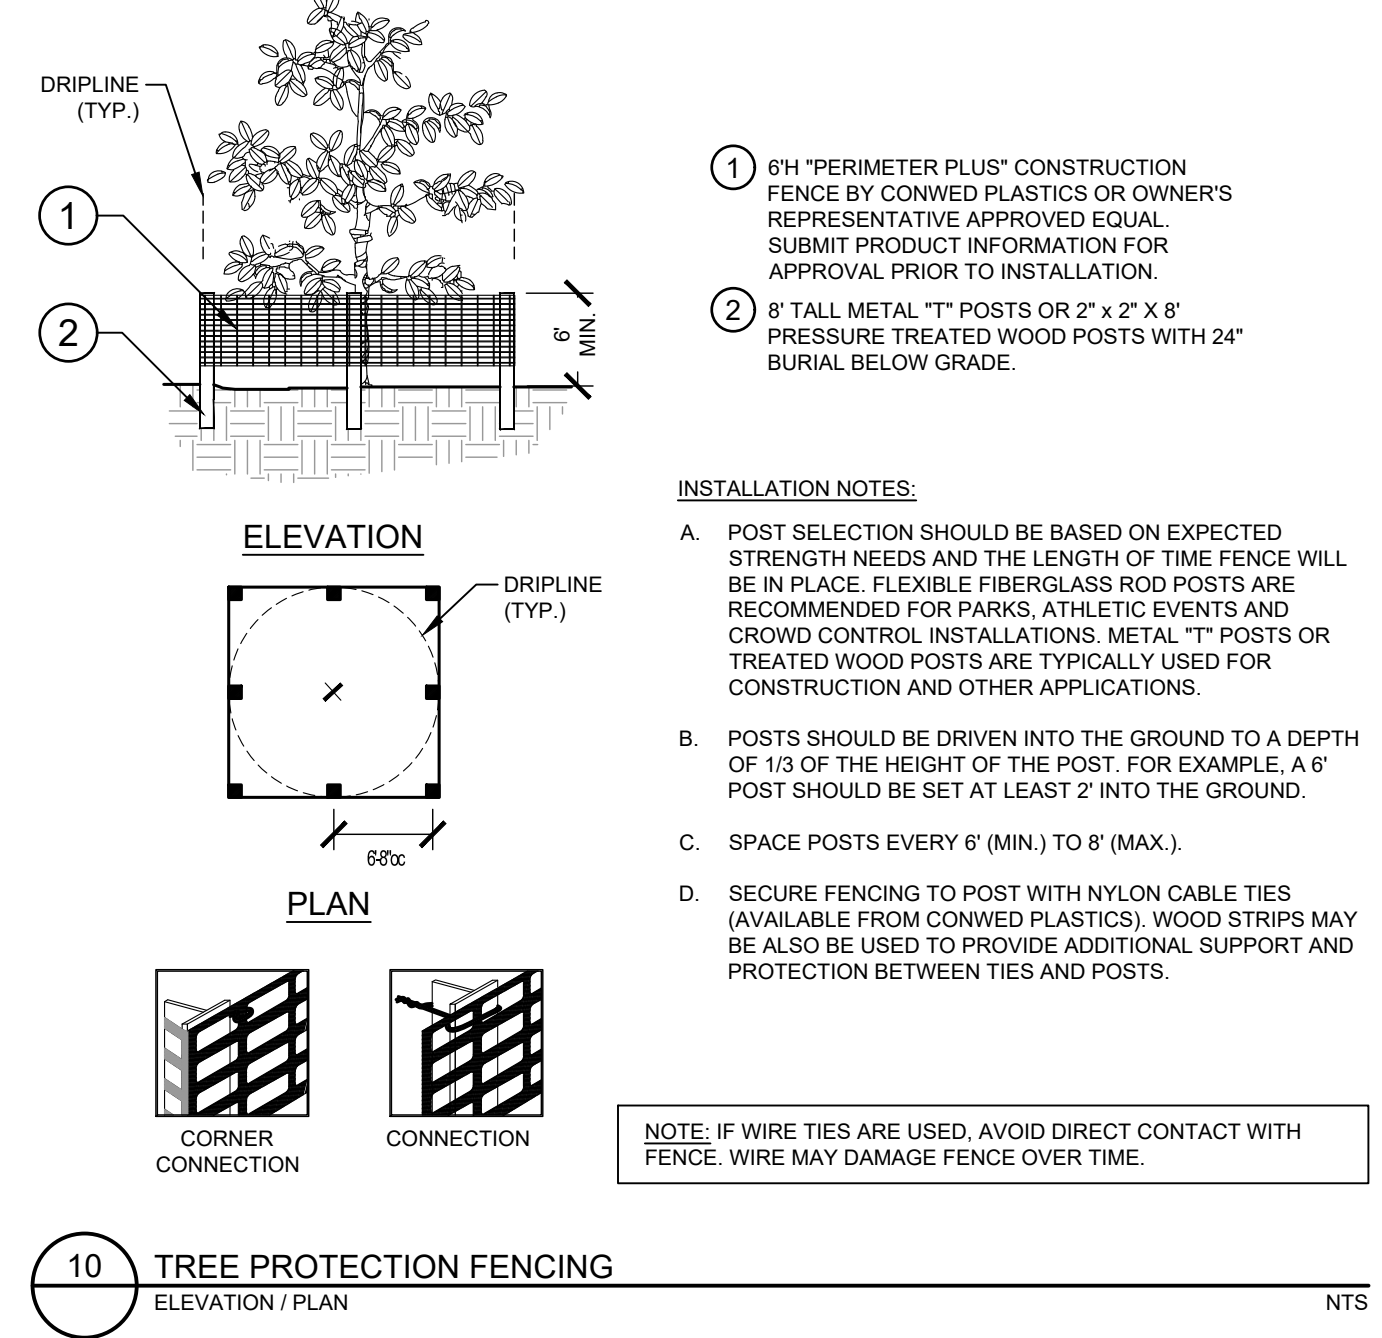 DRIPLINE
(TYP.)
1
2
6'
MIN.
1 6'H "PERIMETER PLUS" CONSTRUCTION
FENCE BY CONWED PLASTICS OR OWNER'S
REPRESENTATIVE APPROVED EQUAL.
SUBMIT PRODUCT INFORMATION FOR
APPROVAL PRIOR TO INSTALLATION.
2 8' TALL METAL "T" POSTS OR 2" x 2" X 8'
PRESSURE TREATED WOOD POSTS WITH 24"
BURIAL BELOW GRADE.
ELEVATION
DRIPLINE
(TYP.)
6'-8"oc
PLAN
CORNER
CONNECTION
CONNECTION
INSTALLATION NOTES:
A. POST SELECTION SHOULD BE BASED ON EXPECTED
STRENGTH NEEDS AND THE LENGTH OF TIME FENCE WILL
BE IN PLACE. FLEXIBLE FIBERGLASS ROD POSTS ARE
RECOMMENDED FOR PARKS, ATHLETIC EVENTS AND
CROWD CONTROL INSTALLATIONS. METAL "T" POSTS OR
TREATED WOOD POSTS ARE TYPICALLY USED FOR
CONSTRUCTION AND OTHER APPLICATIONS.
B. POSTS SHOULD BE DRIVEN INTO THE GROUND TO A DEPTH
OF 1/3 OF THE HEIGHT OF THE POST. FOR EXAMPLE, A 6'
POST SHOULD BE SET AT LEAST 2' INTO THE GROUND.
C. SPACE POSTS EVERY 6' (MIN.) TO 8' (MAX.).
D. SECURE FENCING TO POST WITH NYLON CABLE TIES
(AVAILABLE FROM CONWED PLASTICS). WOOD STRIPS MAY
BE ALSO BE USED TO PROVIDE ADDITIONAL SUPPORT AND
PROTECTION BETWEEN TIES AND POSTS.
NOTE: IF WIRE TIES ARE USED, AVOID DIRECT CONTACT WITH
FENCE. WIRE MAY DAMAGE FENCE OVER TIME.
10 TREE PROTECTION FENCING
ELEVATION / PLAN NTS